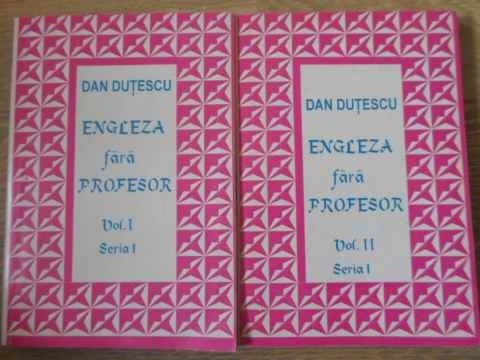 DAN DUȚESCU
ENGLEZA
fără
PROFESOR
Vol. I
Seria I
DAN DUȚESCU
ENGLEZA
fără
PROFESOR
Vol. II
Seria I